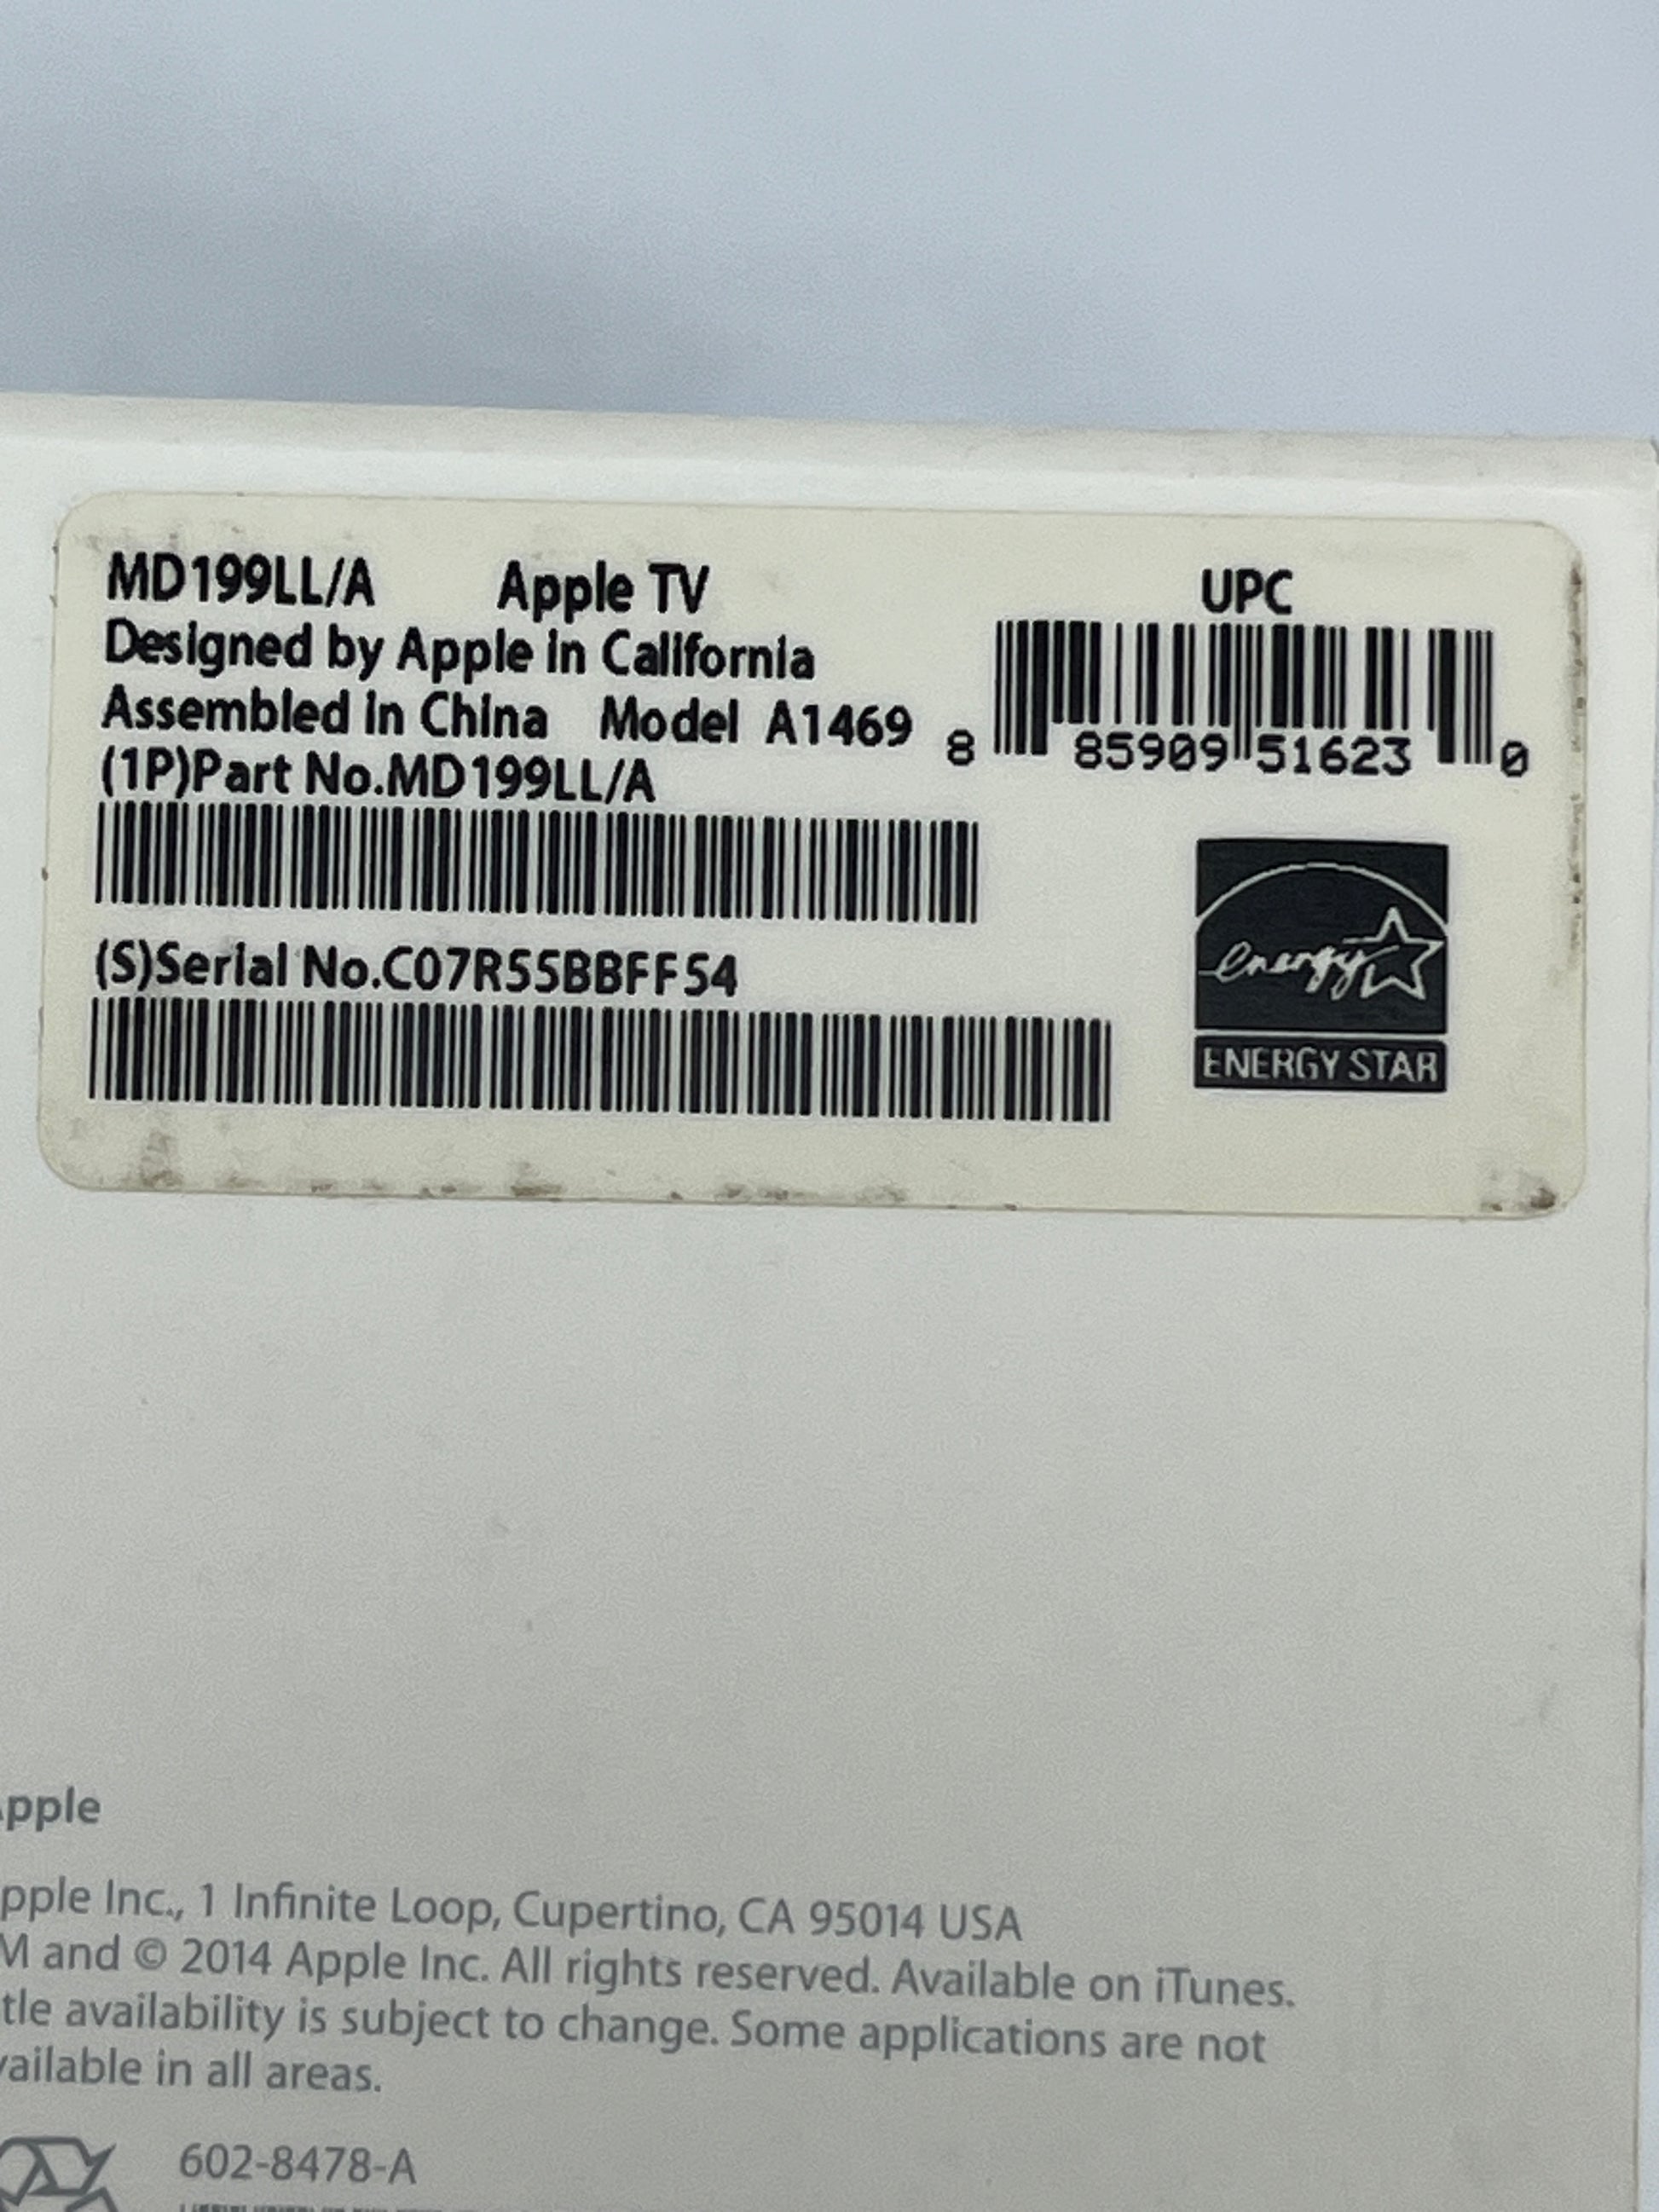 MD199LL/A Apple TV
Designed by Apple in California
Assembled in China Model A1469
(1P)Part No.MD199LL/A
(S)Serial No.C07R55BBFF54
UPC
8 85909 51623 0
energy
ENERGY STAR
pple
pple Inc., 1 Infinite Loop, Cupertino, CA 95014 USA
M and © 2014 Apple Inc. All rights reserved. Available on iTunes.
tle availability is subject to change. Some applications are not
vailable in all areas.
602-8478-A